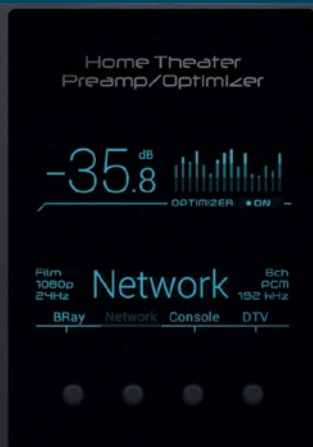 Home Theater
Preamp/Optimizer
-35.8 dB
OPTIMIZER: • ON
Film
1080p
24Hz
Network
8ch
PCM
192 kHz
BRay Network Console DTV